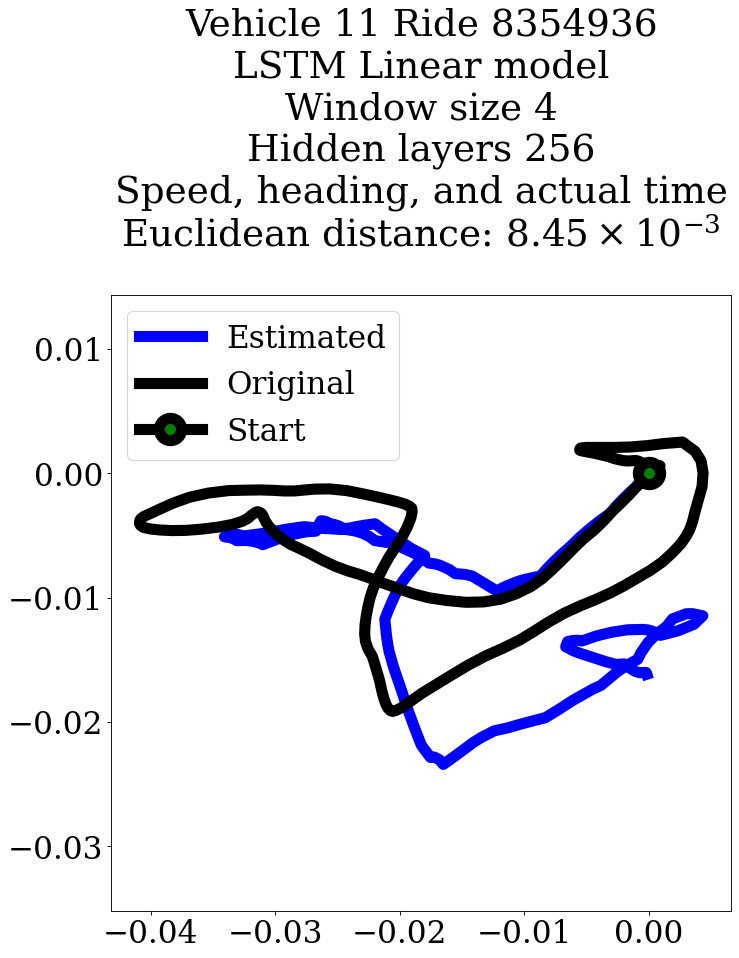 Vehicle 11 Ride 8354936
LSTM Linear model
Window size 4
Hidden layers 256
Speed, heading, and actual time
Euclidean distance: 8.45 × 10⁻³
Estimated
Original
Start
0.01
0.00
−0.01
−0.02
−0.03
−0.04 −0.03 −0.02 −0.01 0.00